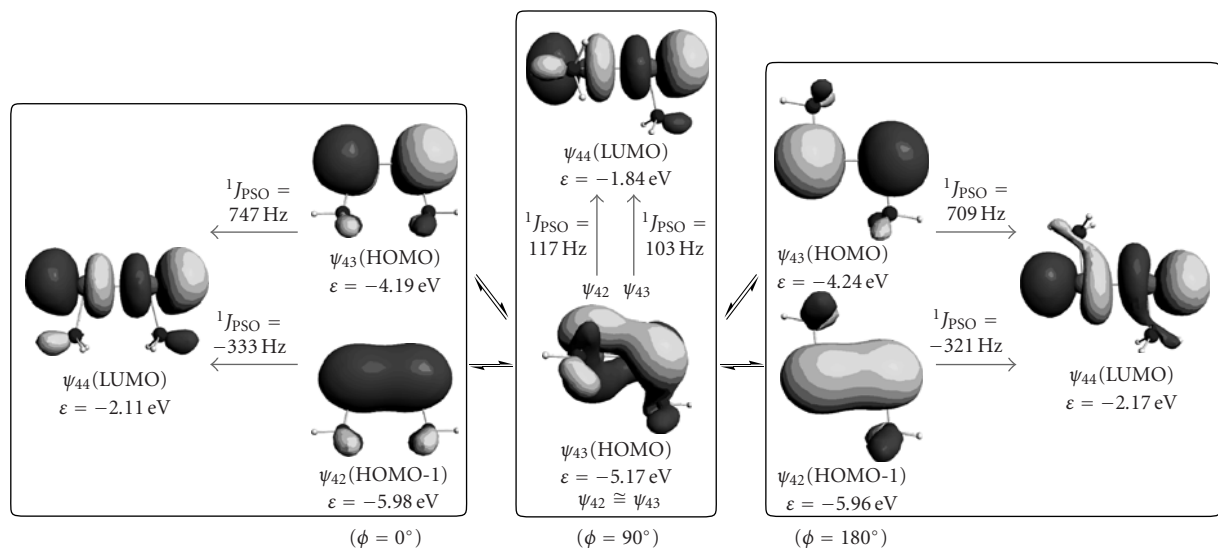 ¹J_PSO =
747 Hz
ψ₄₃(HOMO)
ε = −4.19 eV
ψ₄₄(LUMO)
ε = −2.11 eV
¹J_PSO =
−333 Hz
ψ₄₂(HOMO-1)
ε = −5.98 eV
(ϕ = 0°)
ψ₄₄(LUMO)
ε = −1.84 eV
¹J_PSO =
117 Hz
¹J_PSO =
103 Hz
ψ₄₂ ψ₄₃
ψ₄₃(HOMO)
ε = −5.17 eV
ψ₄₂ ≅ ψ₄₃
(ϕ = 90°)
ψ₄₃(HOMO)
ε = −4.24 eV
¹J_PSO =
709 Hz
¹J_PSO =
−321 Hz
ψ₄₄(LUMO)
ε = −2.17 eV
ψ₄₂(HOMO-1)
ε = −5.96 eV
(ϕ = 180°)